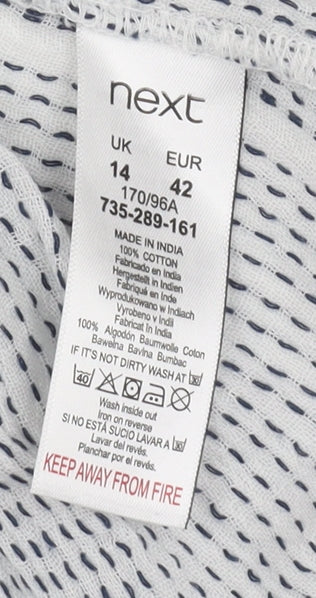 next
UK EUR
14 42
170/96A
735-289-161
MADE IN INDIA
100% COTTON
Fabricado en India
Hergestellt in Indien
Fabriqué en Inde
Wyprodukowano w Indiach
Vyrobeno v Indii
Fabricat în India
100% Algodón Baumwolle Coton
Bawełna Bavlna Bumbac
IF IT'S NOT DIRTY WASH AT
40
Wash inside out
Iron on reverse
SI NO ESTÁ SUCIO LAVAR A
Lavar del revés.
Planchar por el revés.
KEEP AWAY FROM FIRE